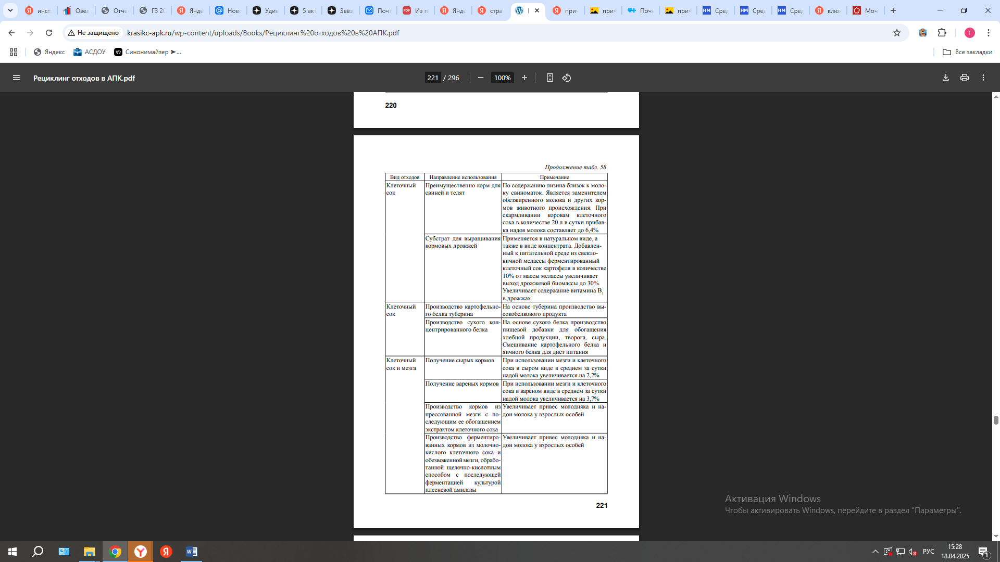 инст
Озел
Отче
ГЗ 20
Янде
Ново
Удив
5 акт
Звёз
Почт
Из п
Янде
стра
прич
прич
Поче
прич
Сред
Сред
Сред
клюк
Моч
Не защищено
krasikc-apk.ru/wp-content/uploads/Books/Рециклинг%20отходов%20в%20АПК.pdf
T
Яндекс
АСДОУ
Синонимайзер ➤...
Все закладки
Рециклинг отходов в АПК.pdf
221 / 296
100%
220
Продолжение табл. 58
Вид отходов
Направление использования
Примечание
Клеточный
сок
Преимущественно корм для
свиней и телят
По содержанию лизина близок к моло-
ку свиноматок. Является заменителем
обезжиренного молока и других кор-
мов животного происхождения. При
скармливании коровам клеточного
сока в количестве 20 л в сутки прибав-
ка надоя молока составляет до 6,4%
Субстрат для выращивания
кормовых дрожжей
Применяется в натуральном виде, а
также в виде концентрата. Добавлен-
ный к питательной среде из свекло-
вичной мелассы ферментированный
клеточный сок картофеля в количестве
10% от массы мелассы увеличивает
выход дрожжевой биомассы до 30%.
Увеличивает содержание витамина В1
в дрожжах
Клеточный
сок
Производство картофельно-
го белка туберина
На основе туберина производство вы-
сокобелкового продукта
Производство сухого кон-
центрированного белка
На основе сухого белка производство
пищевой добавки для обогащения
хлебной продукции, творога, сыра.
Смешивание картофельного белка и
яичного белка для диет питания
Клеточный
сок и мезга
Получение сырых кормов
При использовании мезги и клеточного
сока в сыром виде в среднем за сутки
надой молока увеличивается на 2,2%
Получение вареных кормов
При использовании мезги и клеточного
сока в вареном виде в среднем за сутки
надой молока увеличивается на 3,7%
Производство кормов из
прессованной мезги с по-
следующим ее обогащением
экстрактом клеточного сока
Увеличивает привес молодняка и на-
дои молока у взрослых особей
Производство ферментиро-
ванных кормов из молочно-
кислого клеточного сока и
обезвоженной мезги, обрабо-
танной щелочно-кислотным
способом с последующей
ферментацией культурой
плесневой амилазы
Увеличивает привес молодняка и на-
дои молока у взрослых особей
221
Активация Windows
Чтобы активировать Windows, перейдите в раздел "Параметры".
РУС
15:28
18.04.2025
1